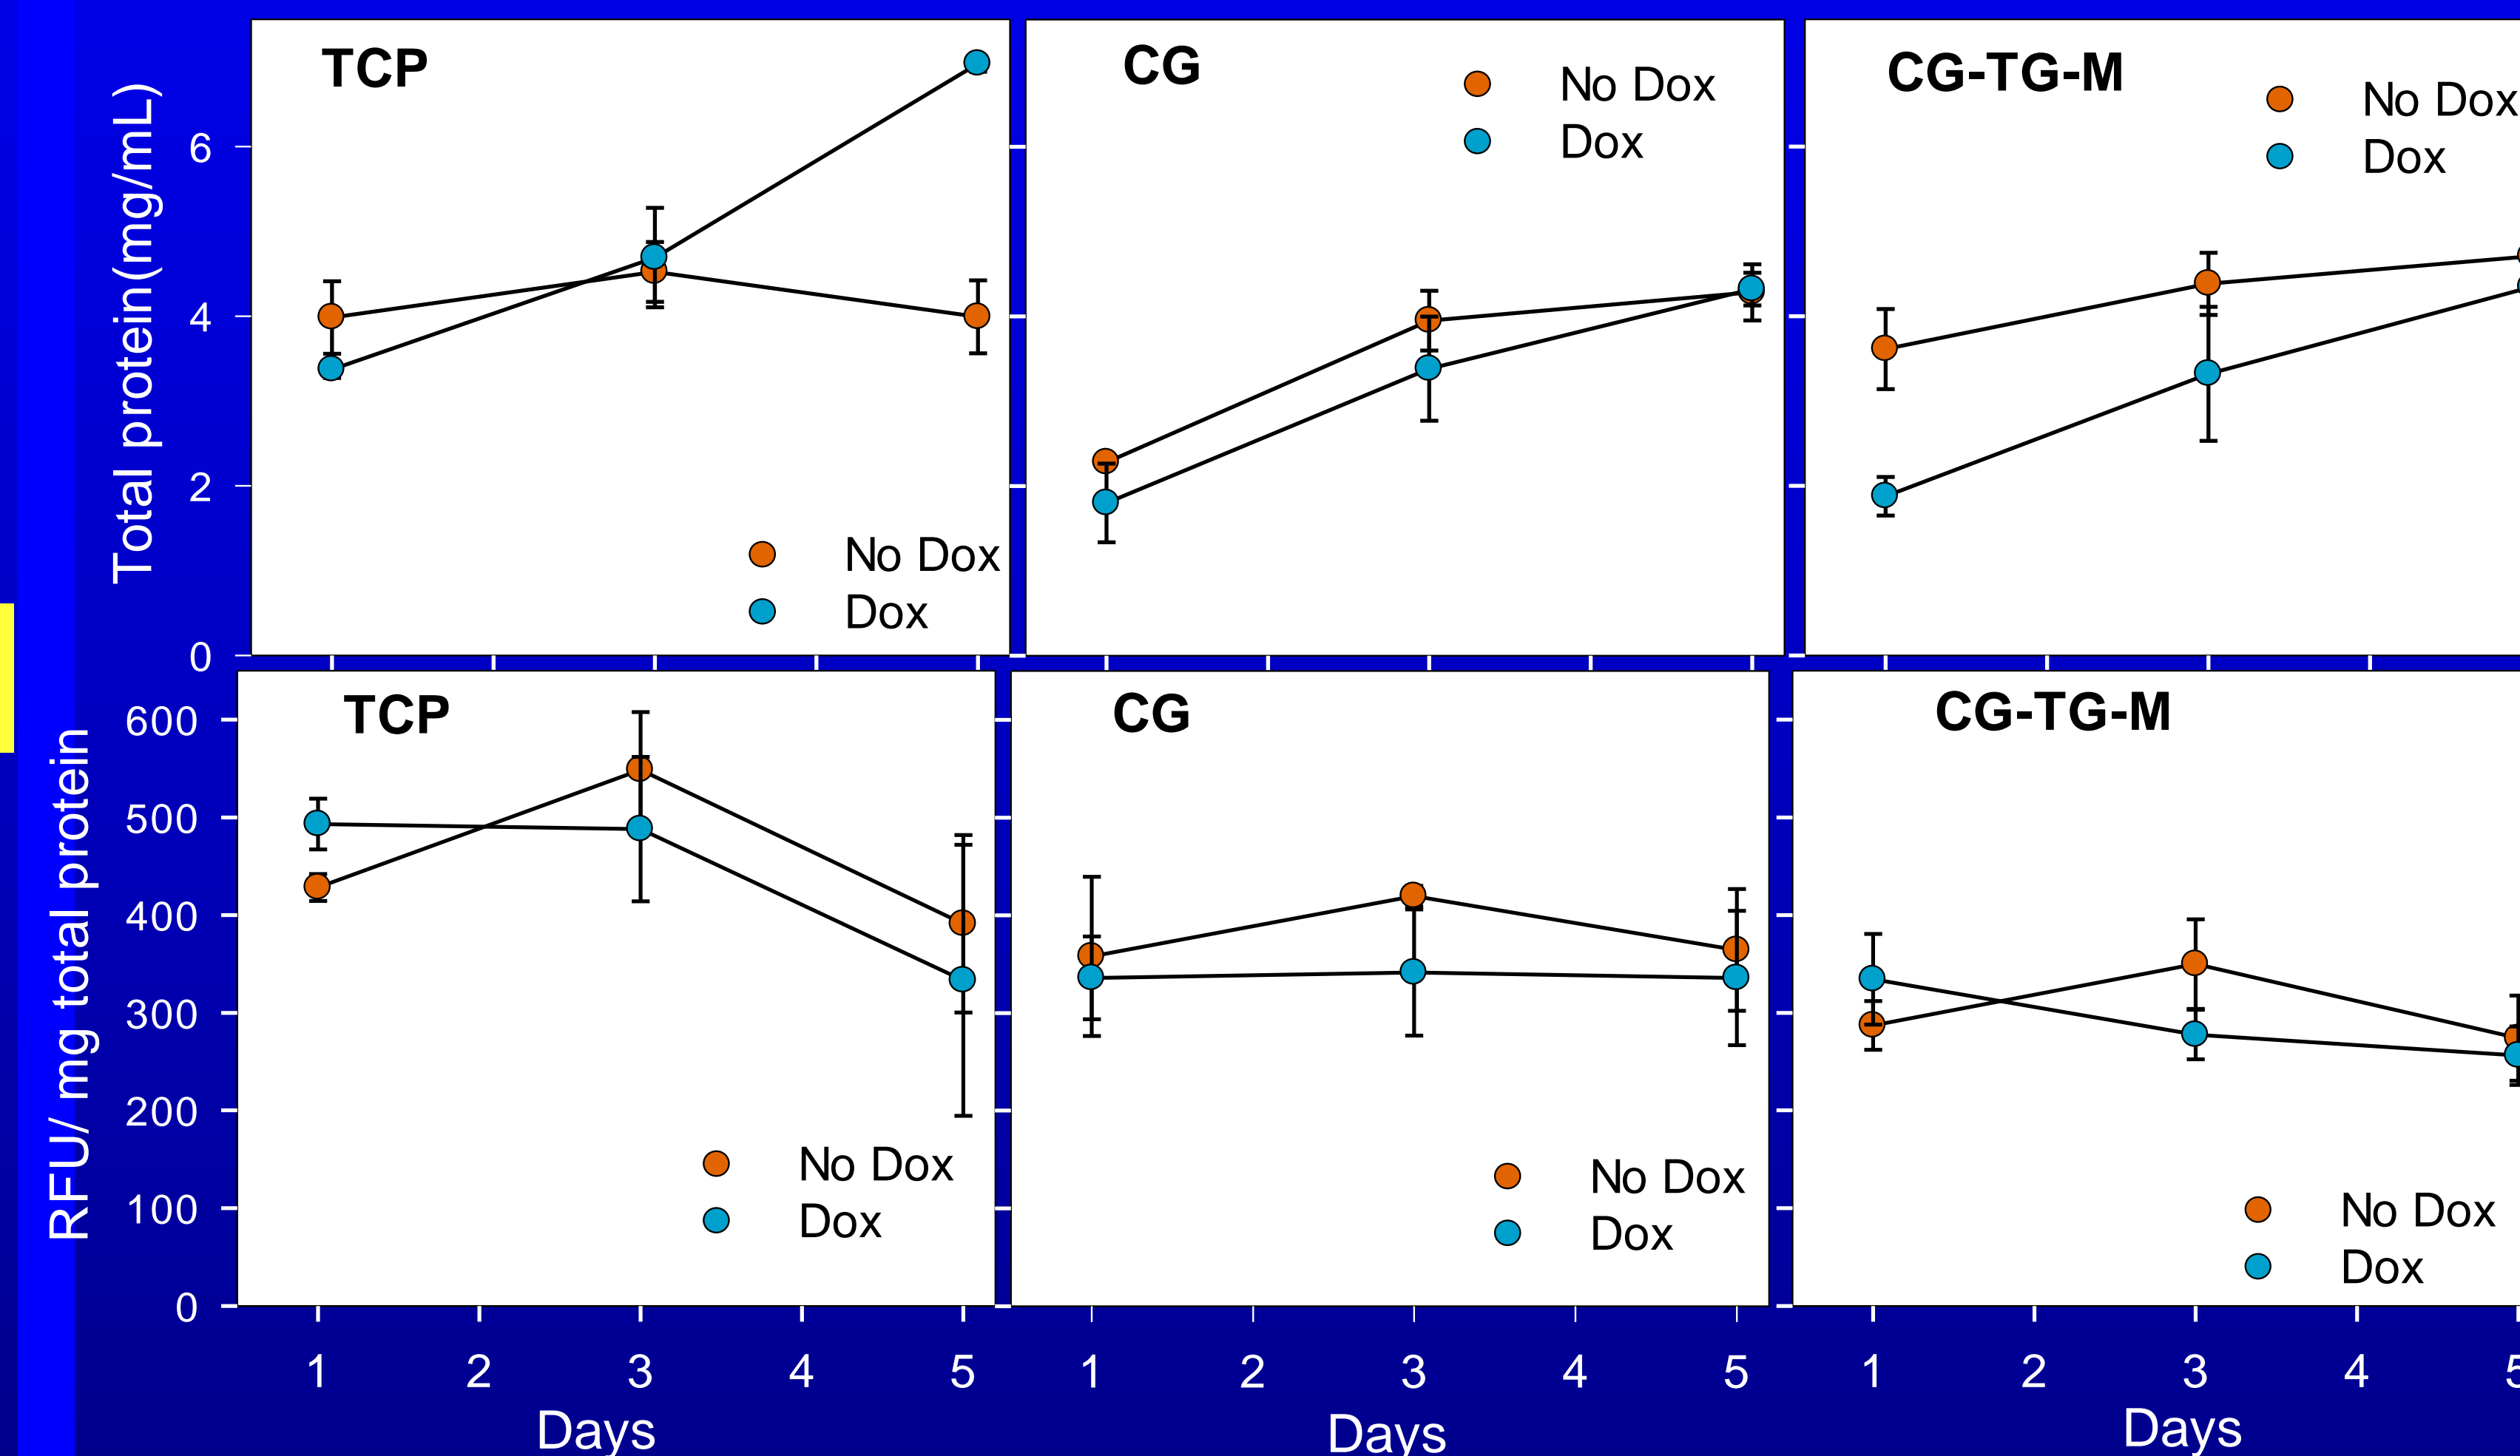 Total protein(mg/mL)
6
4
2
0
TCP
No Dox
Dox
CG
No Dox
Dox
CG-TG-M
No Dox
Dox
RFU/ mg total protein
600
500
400
300
200
100
0
TCP
No Dox
Dox
CG
No Dox
Dox
CG-TG-M
No Dox
Dox
1 2 3 4 5
1 2 3 4 5
1 2 3 4 5
Days
Days
Days